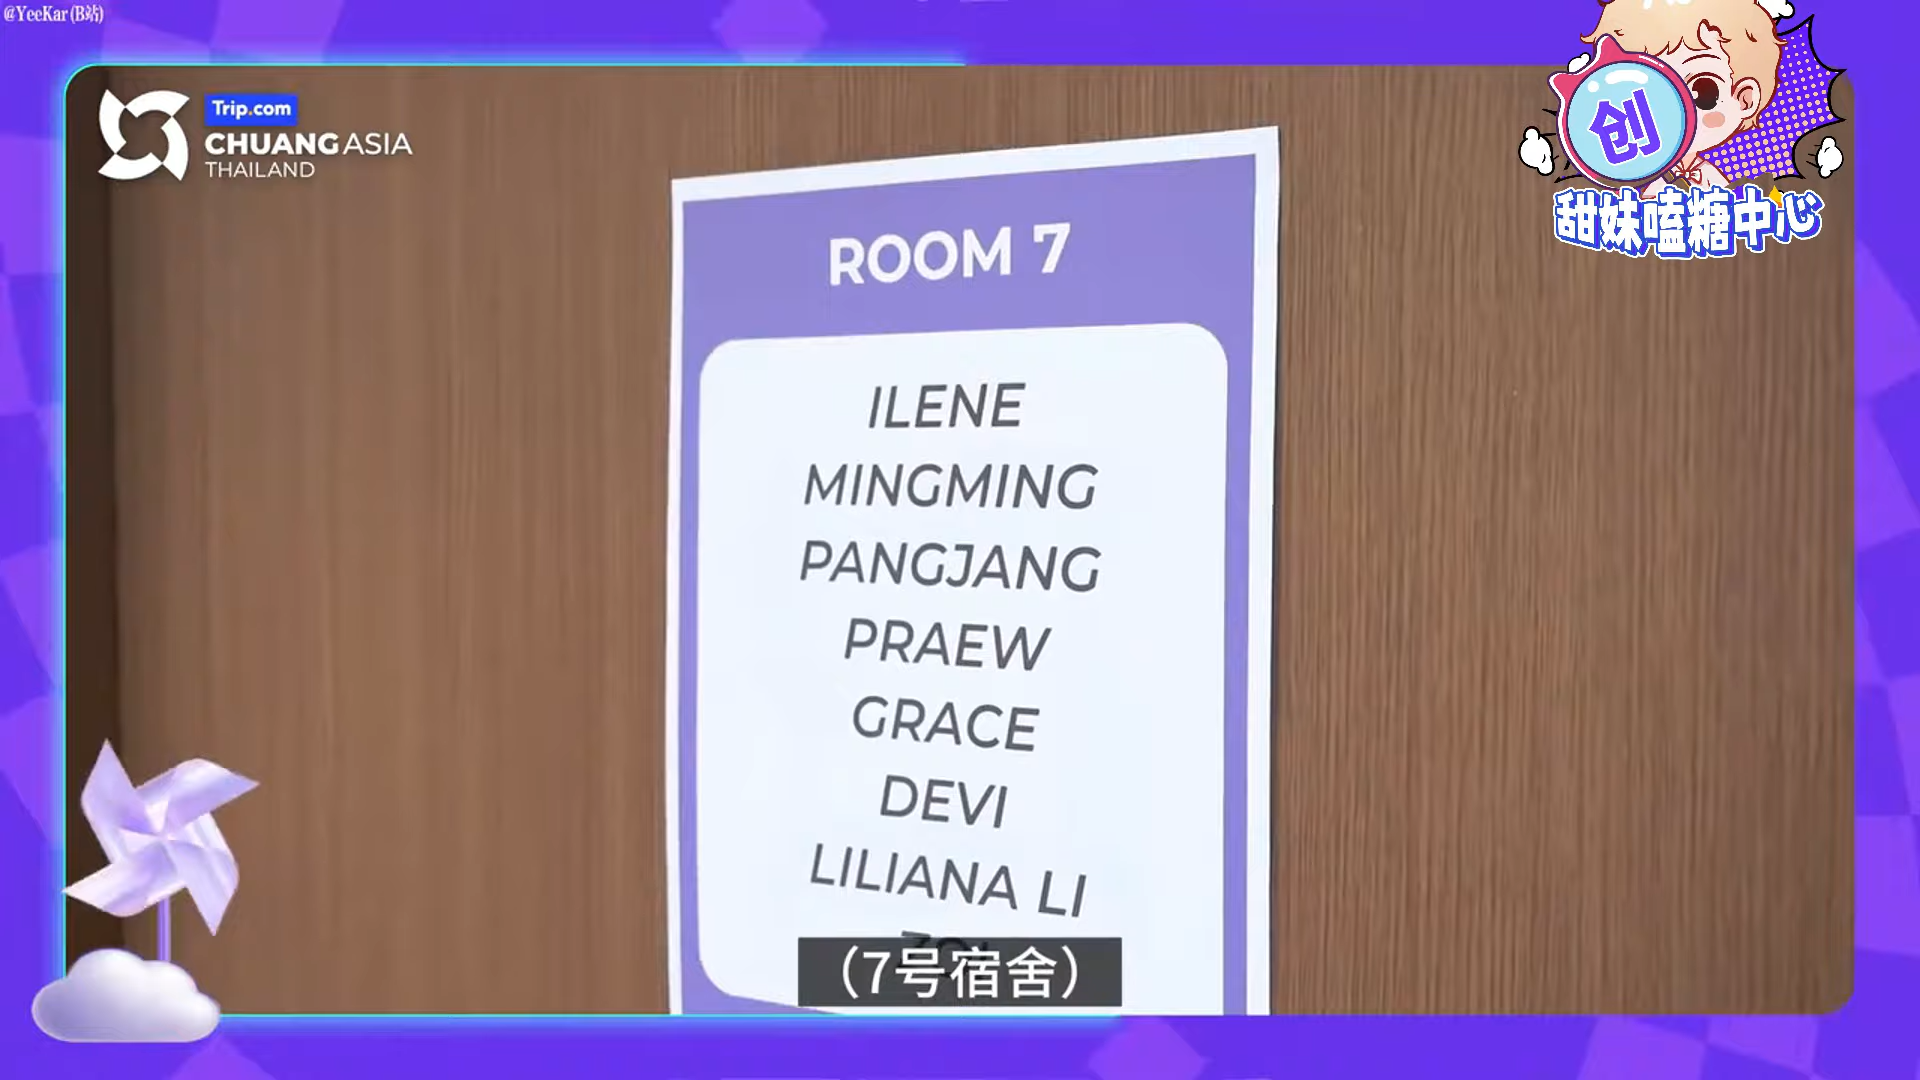 @YeeKar(B站)
Trip.com
CHUANG ASIA
THAILAND
创
甜妹嗑糖中心
ROOM 7
ILENE
MINGMING
PANGJANG
PRAEW
GRACE
DEVI
LILIANA LI
（7号宿舍）